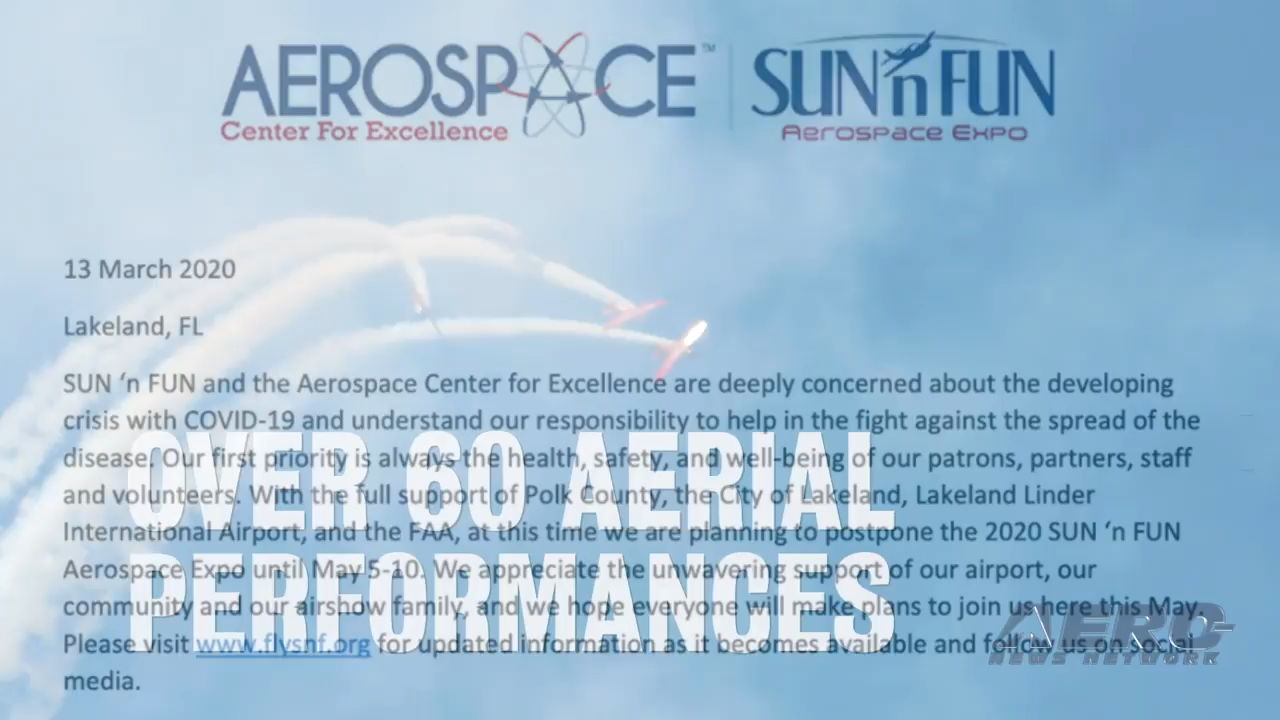 AEROSPACE™ SUN 'n FUN
Center For Excellence Aerospace Expo
13 March 2020
Lakeland, FL
SUN ‘n FUN and the Aerospace Center for Excellence are deeply concerned about the developing
crisis with COVID-19 and understand our responsibility to help in the fight against the spread of the
disease. Our first priority is always the health, safety, and well-being of our patrons, partners, staff
and volunteers. With the full support of Polk County, the City of Lakeland, Lakeland Linder
International Airport, and the FAA, at this time we are planning to postpone the 2020 SUN ‘n FUN
Aerospace Expo until May 5-10. We appreciate the unwavering support of our airport, our
community and our airshow family, and we hope everyone will make plans to join us here this May.
Please visit www.flysnf.org for updated information as it becomes available and follow us on social
media.
OVER 60 AERIAL
PERFORMANCES
AERO-
NEWS NETWORK